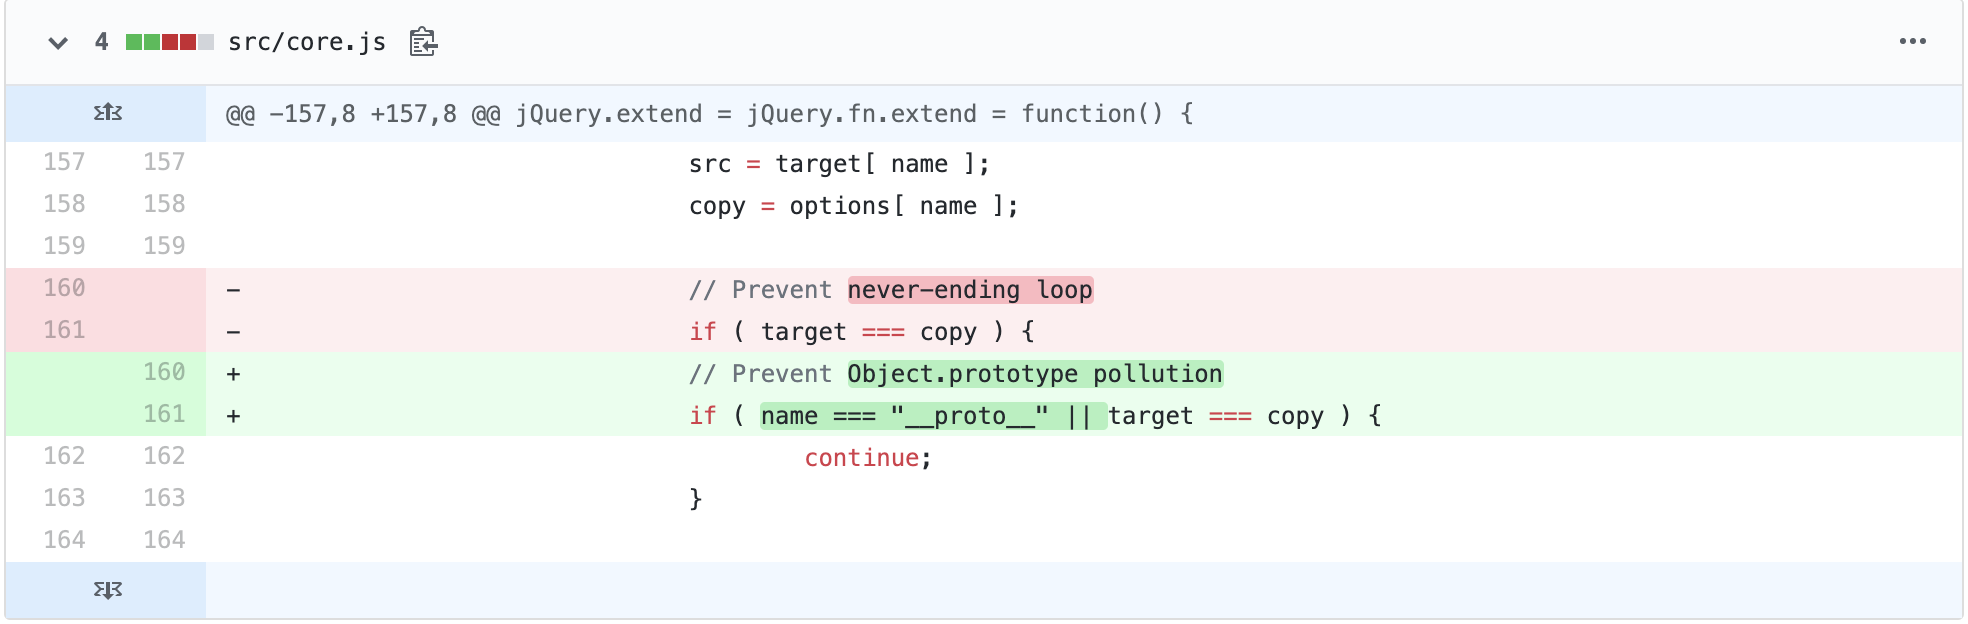 4 src/core.js
@@ -157,8 +157,8 @@ jQuery.extend = jQuery.fn.extend = function() {
157 157 src = target[ name ];
158 158 copy = options[ name ];
159 159
160 - // Prevent never-ending loop
161 - if ( target === copy ) {
160 + // Prevent Object.prototype pollution
161 + if ( name === "__proto__" || target === copy ) {
162 162 continue;
163 163 }
164 164